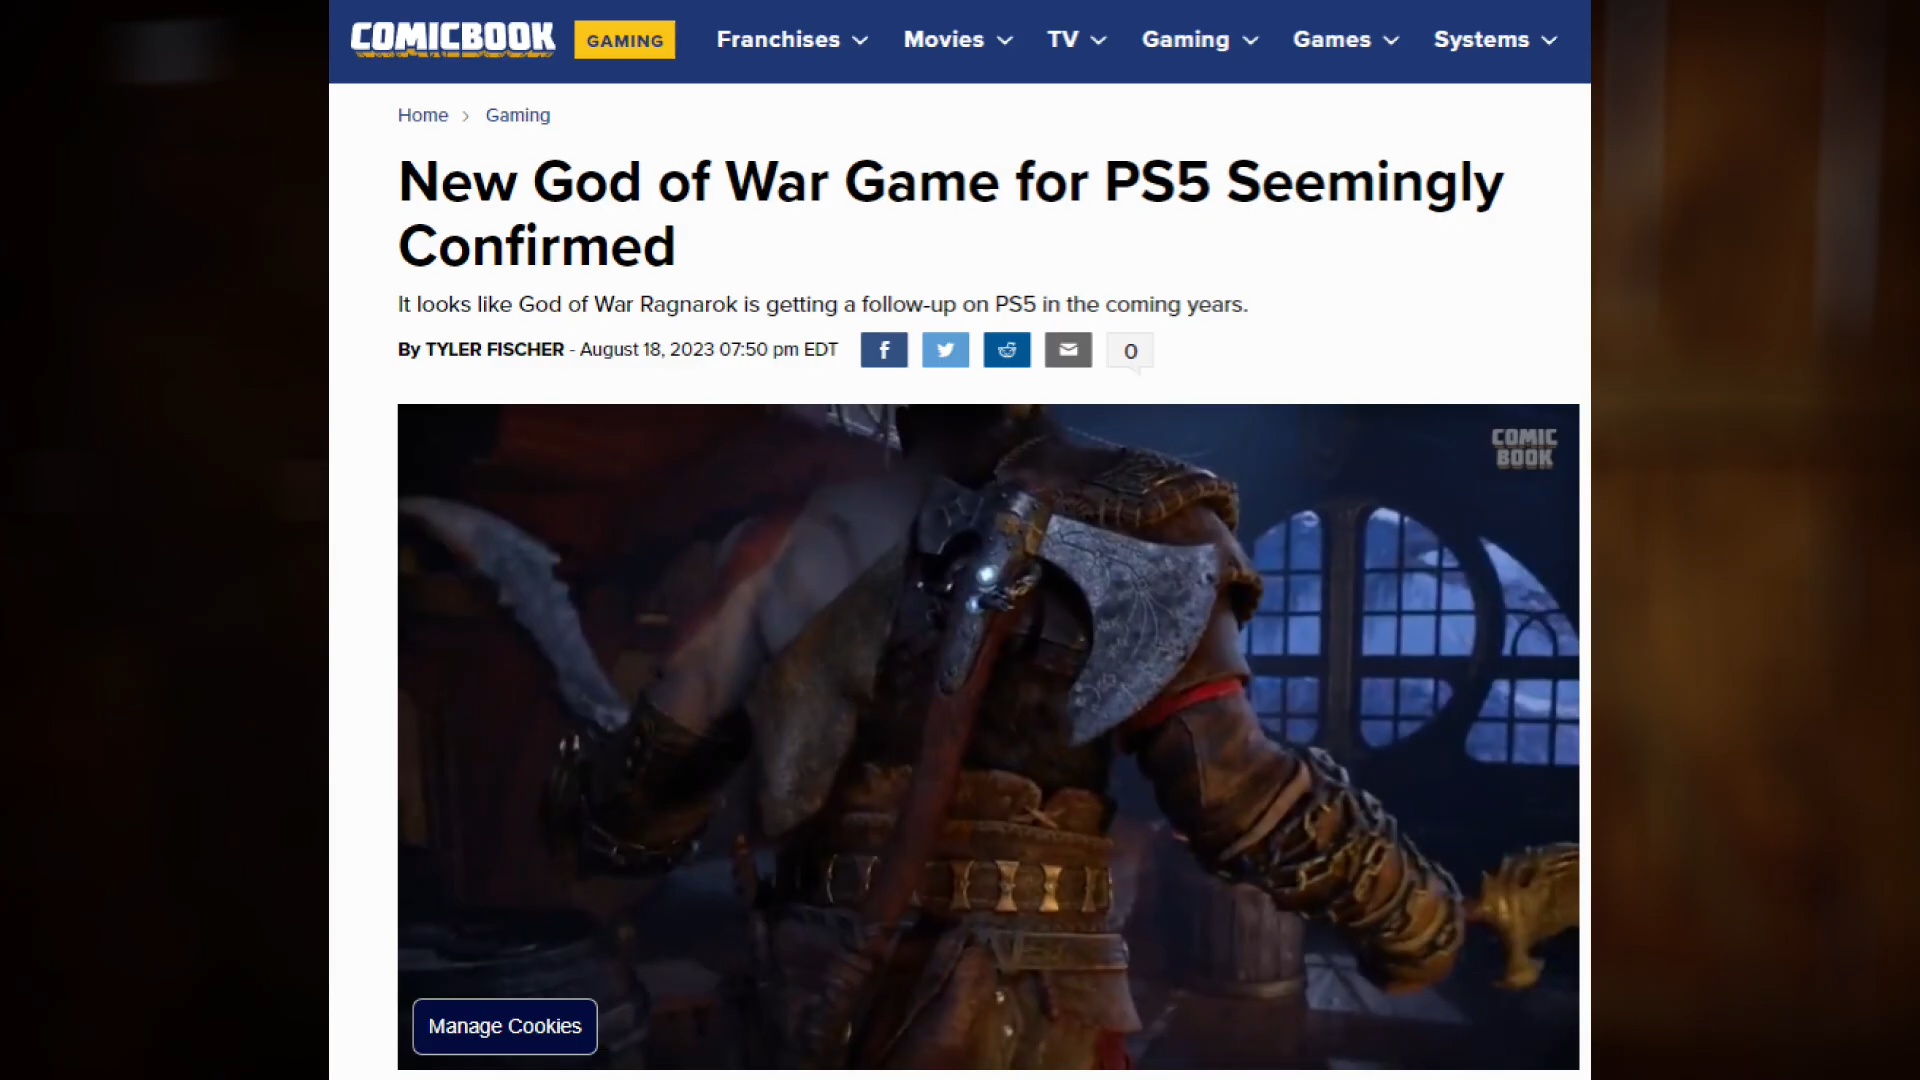 COMICBOOK GAMING Franchises Movies TV Gaming Games Systems
Home > Gaming
New God of War Game for PS5 Seemingly
Confirmed
It looks like God of War Ragnarok is getting a follow-up on PS5 in the coming years.
By TYLER FISCHER - August 18, 2023 07:50 pm EDT f 0
COMIC
BOOK
Manage Cookies